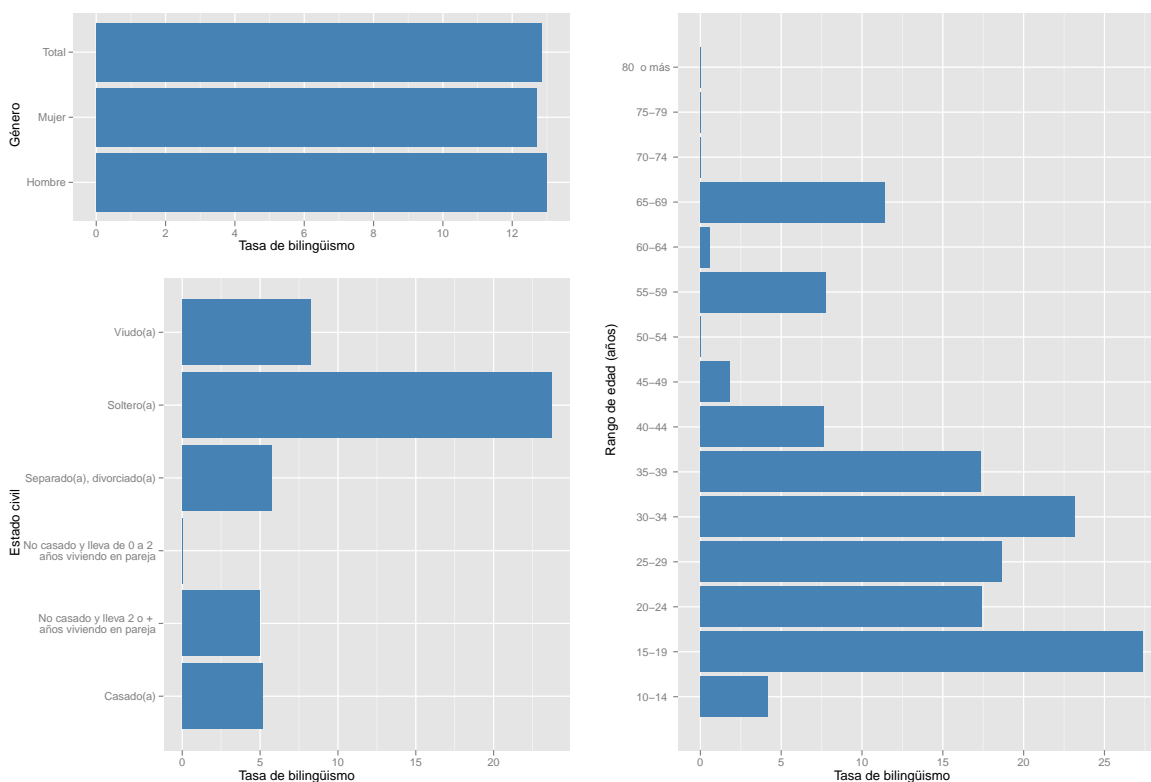 Total
Mujer
Hombre
Género
0 2 4 6 8 10 12
Tasa de bilingüismo
Viudo(a)
Soltero(a)
Separado(a), divorciado(a)
No casado y lleva de 0 a 2
años viviendo en pareja
No casado y lleva 2 o +
años viviendo en pareja
Casado(a)
Estado civil
0 5 10 15 20
Tasa de bilingüismo
80 o más
75−79
70−74
65−69
60−64
55−59
50−54
45−49
40−44
35−39
30−34
25−29
20−24
15−19
10−14
Rango de edad (años)
0 5 10 15 20 25
Tasa de bilingüismo